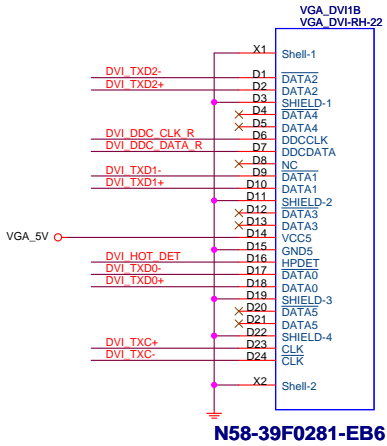 VGA_DVI1B
VGA_DVI-RH-22
X1 Shell-1
DVI_TXD2- D1 DATA2
DVI_TXD2+ D2 DATA2
D3 SHIELD-1
D4 DATA4
D5 DATA4
DVI_DDC_CLK_R D6 DDCCLK
DVI_DDC_DATA_R D7 DDCDATA
D8 NC
DVI_TXD1- D9 DATA1
DVI_TXD1+ D10 DATA1
D11 SHIELD-2
D12 DATA3
D13 DATA3
VGA_5V D14 VCC5
D15 GND5
DVI_HOT_DET D16 HPDET
DVI_TXD0- D17 DATA0
DVI_TXD0+ D18 DATA0
D19 SHIELD-3
D20 DATA5
D21 DATA5
D22 SHIELD-4
DVI_TXC+ D23 CLK
DVI_TXC- D24 CLK
X2 Shell-2
N58-39F0281-EB6